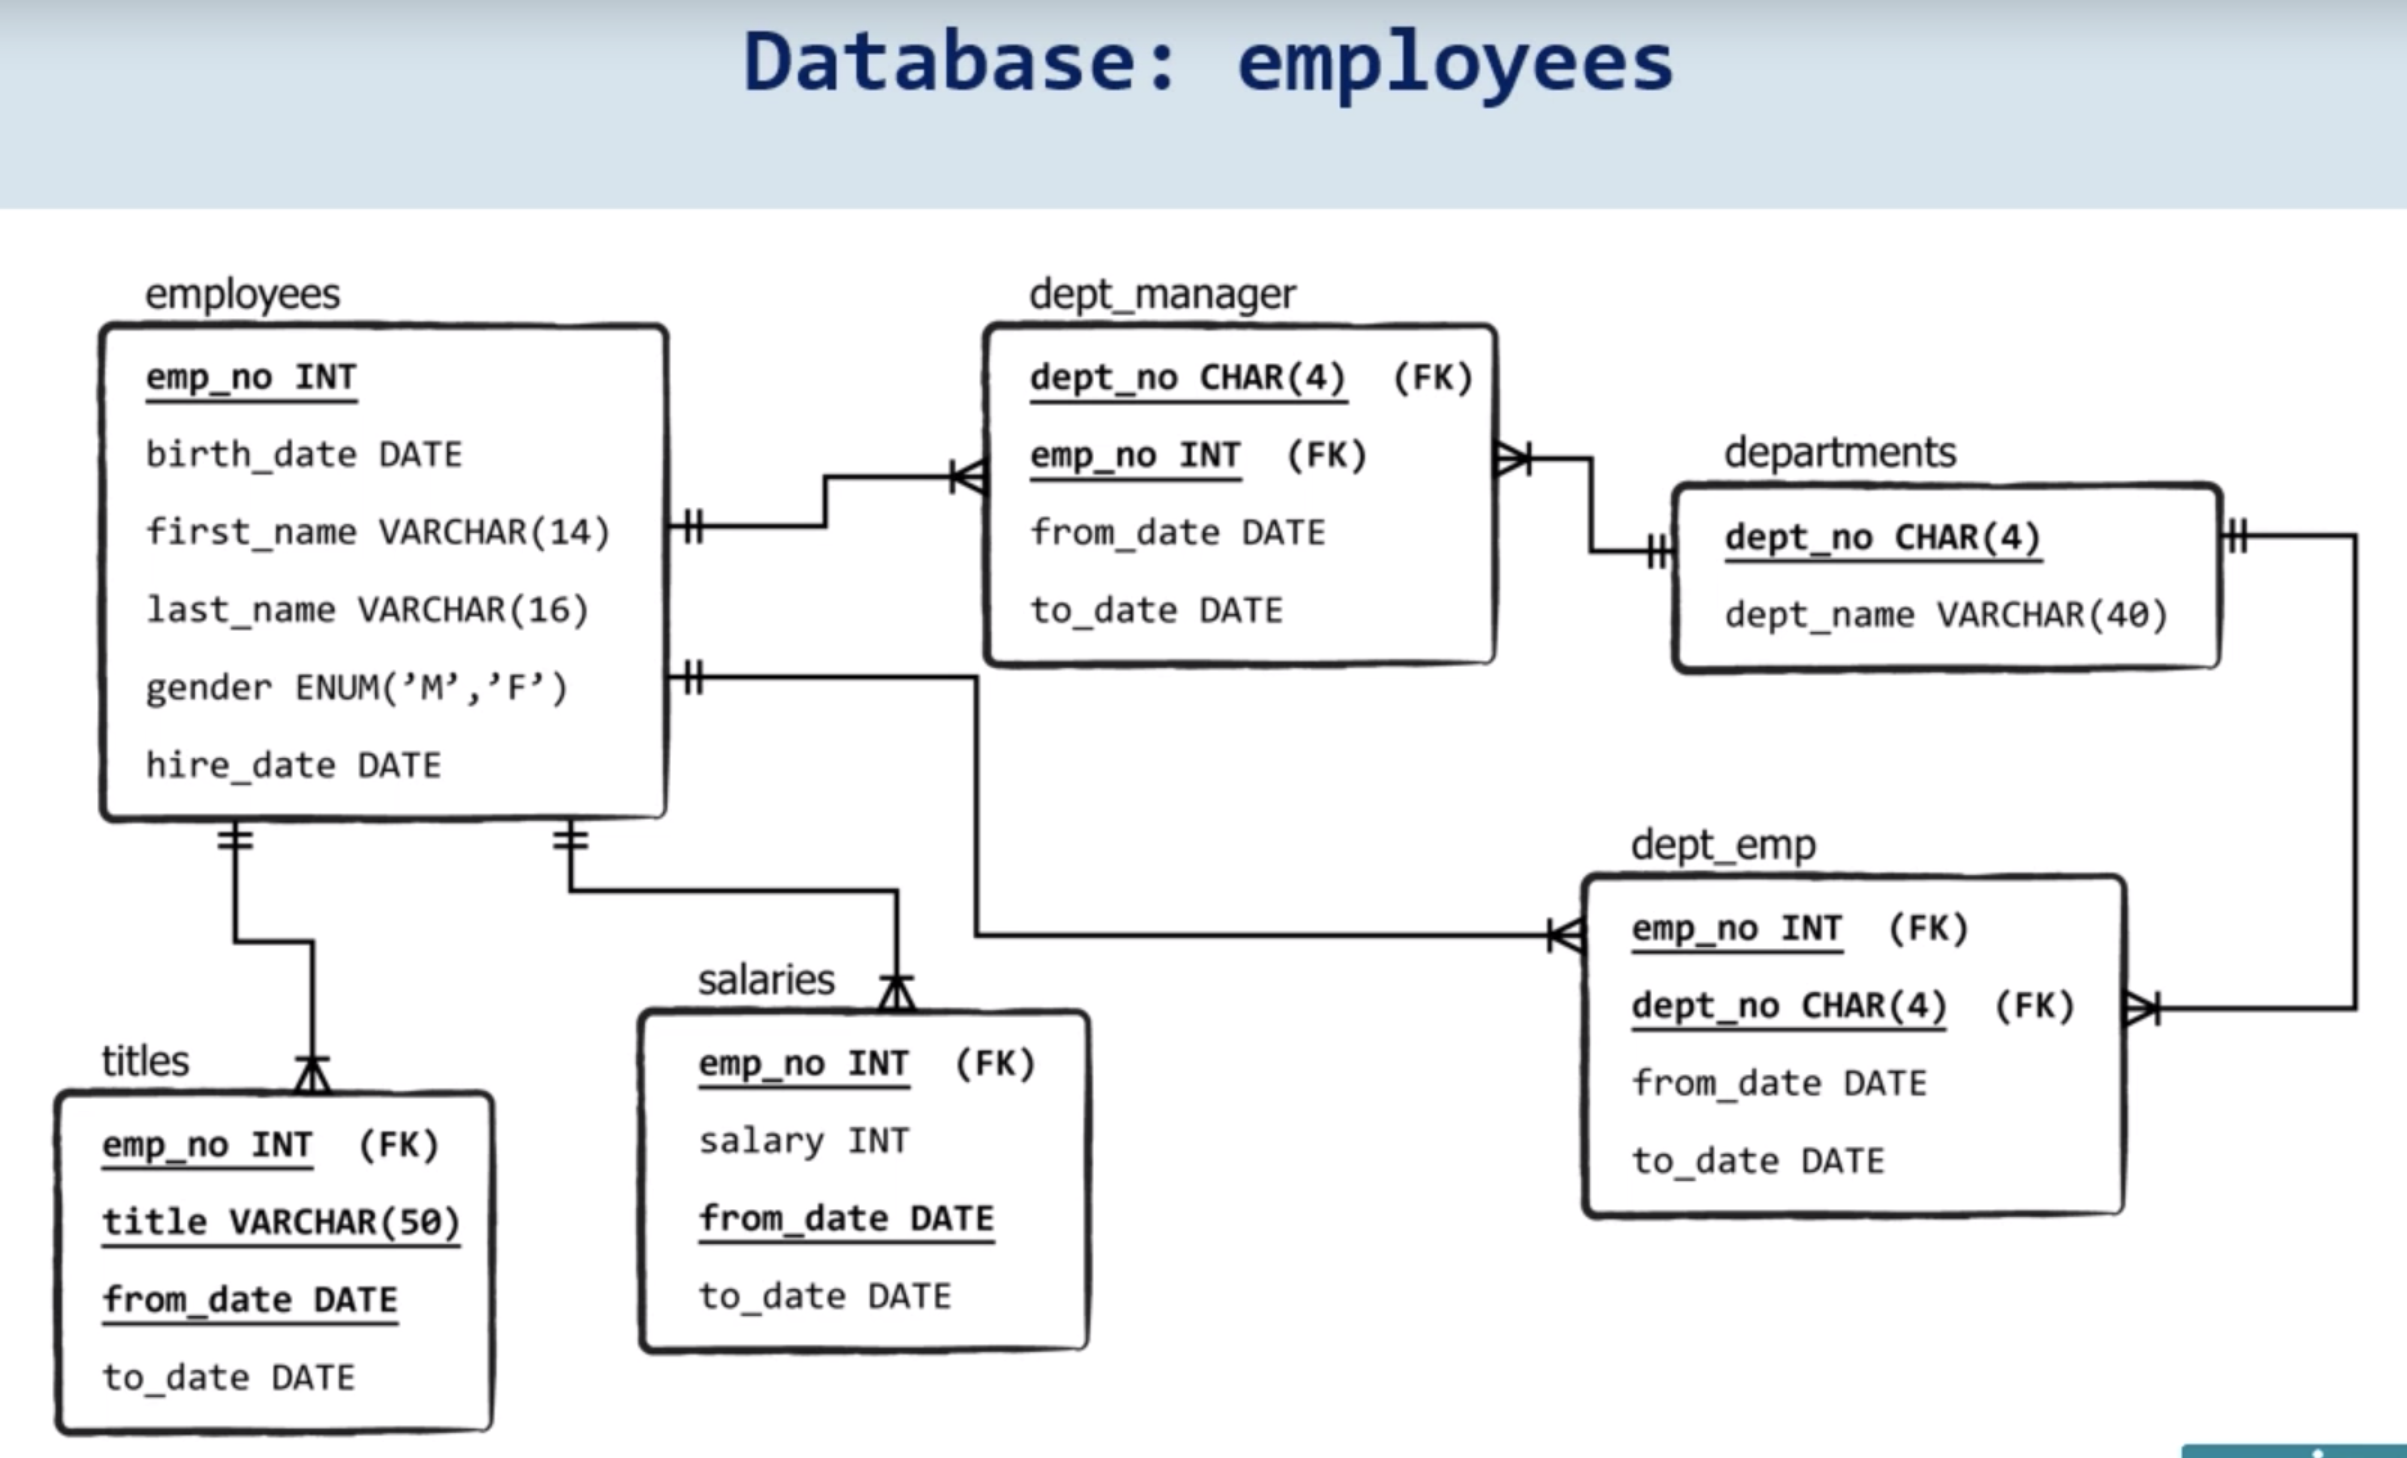 Database: employees
employees
emp_no INT
birth_date DATE
first_name VARCHAR(14)
last_name VARCHAR(16)
gender ENUM(’M’,’F’)
hire_date DATE
dept_manager
dept_no CHAR(4) (FK)
emp_no INT (FK)
from_date DATE
to_date DATE
departments
dept_no CHAR(4)
dept_name VARCHAR(40)
dept_emp
emp_no INT (FK)
dept_no CHAR(4) (FK)
from_date DATE
to_date DATE
salaries
emp_no INT (FK)
salary INT
from_date DATE
to_date DATE
titles
emp_no INT (FK)
title VARCHAR(50)
from_date DATE
to_date DATE